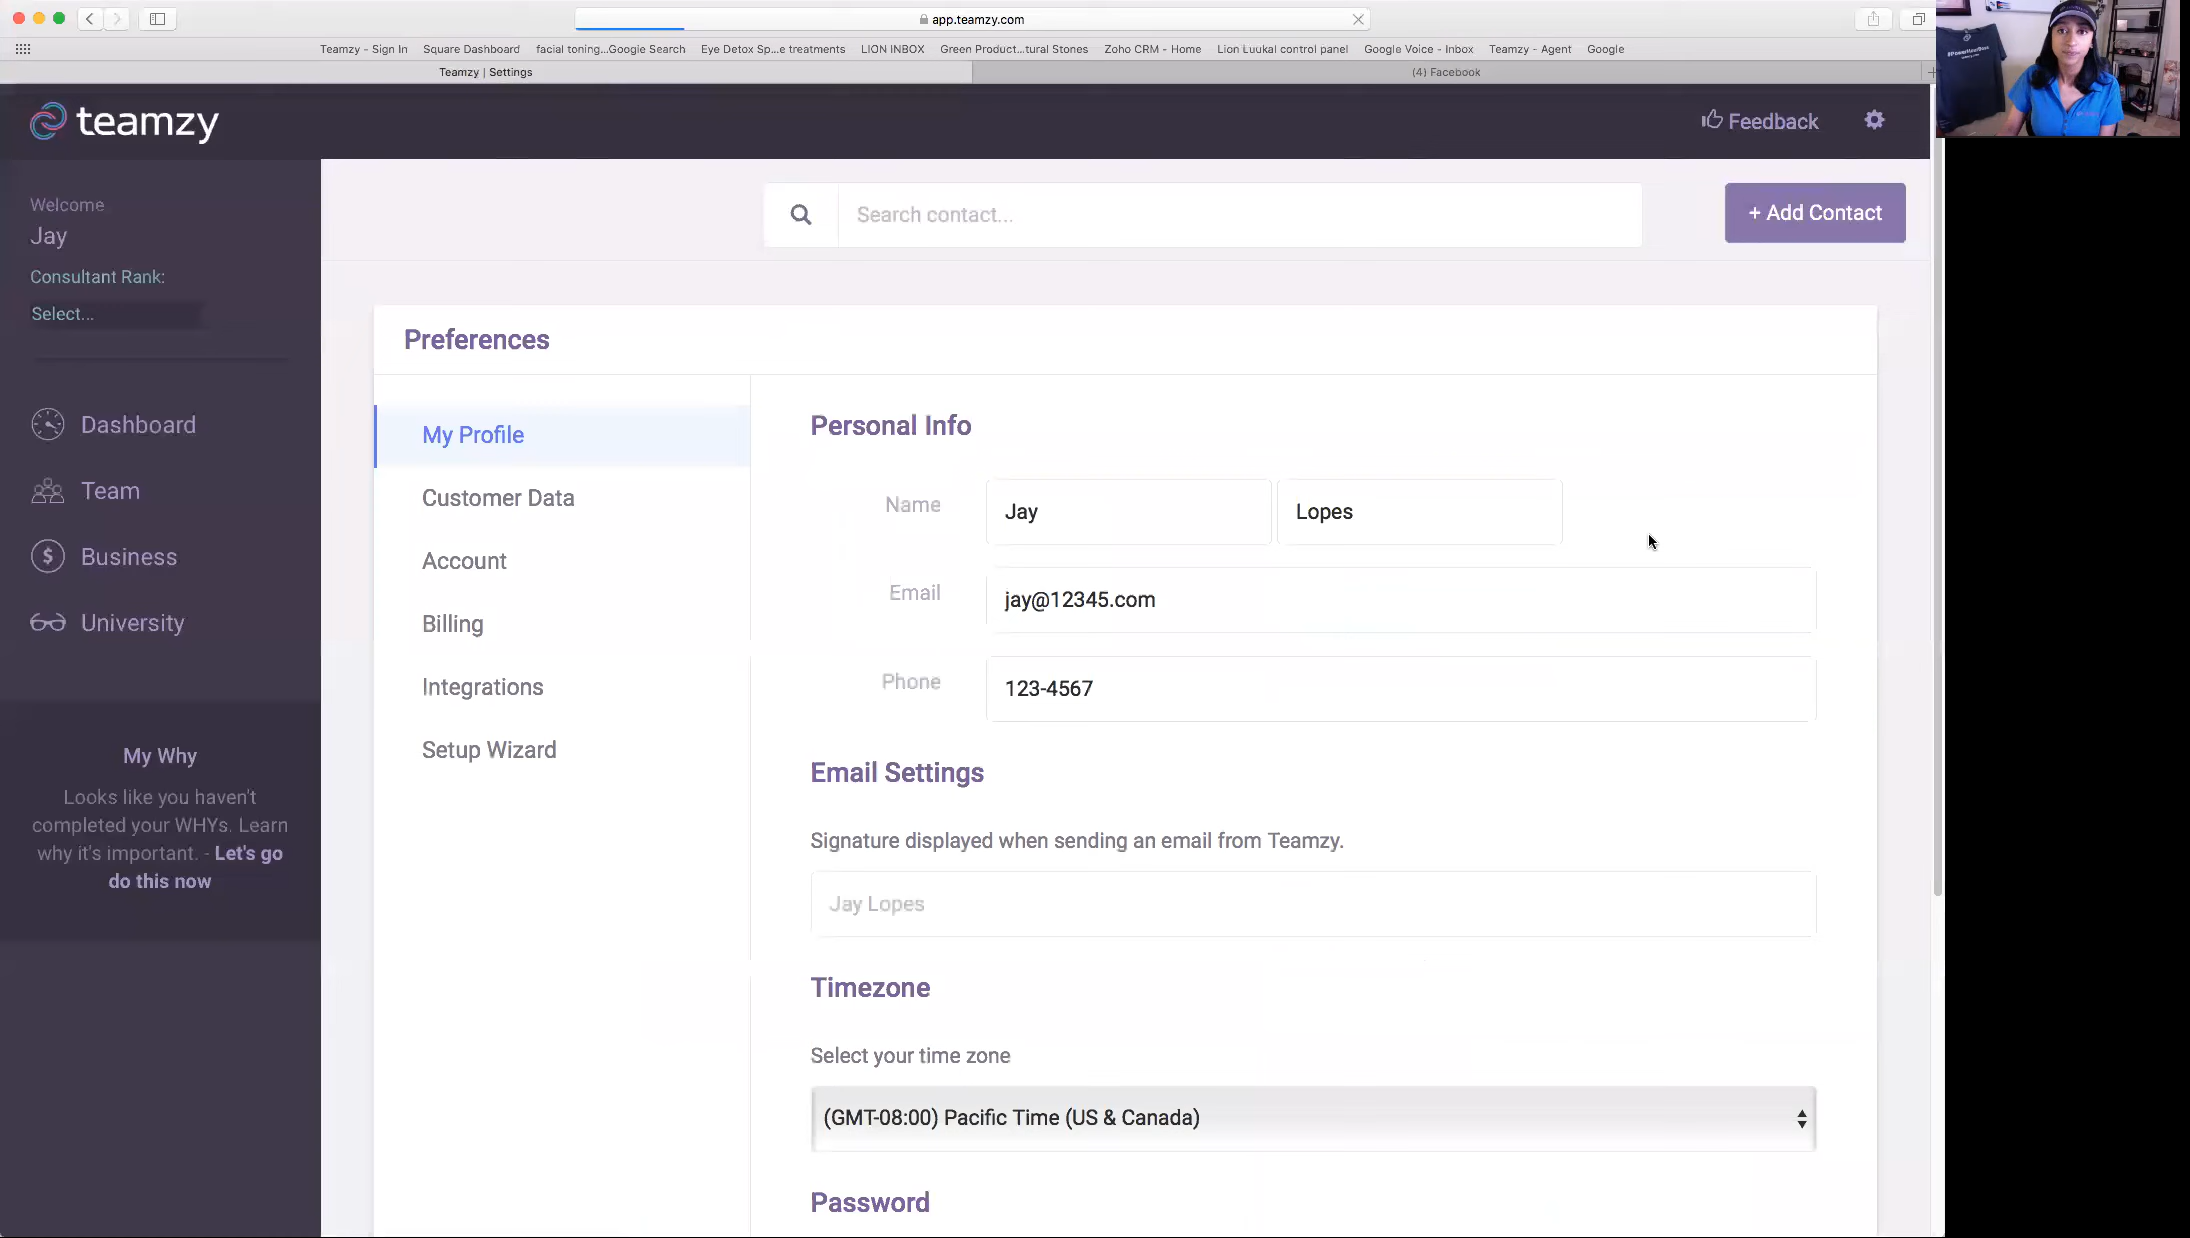 app.teamzy.com
Teamzy - Sign In
Square Dashboard
facial toning...Google Search
Eye Detox Sp...e treatments
LION INBOX
Green Product...tural Stones
Zoho CRM - Home
Lion Luukal control panel
Google Voice - Inbox
Teamzy - Agent
Google
Teamzy | Settings
(4) Facebook
teamzy
Feedback
Welcome
Jay
Consultant Rank:
Select...
Search contact...
+ Add Contact
Dashboard
Team
Business
University
My Why
Looks like you haven't
completed your WHYs. Learn
why it's important. - Let's go
do this now
Preferences
My Profile
Customer Data
Account
Billing
Integrations
Setup Wizard
Personal Info
Name
Jay
Lopes
Email
jay@12345.com
Phone
123-4567
Email Settings
Signature displayed when sending an email from Teamzy.
Jay Lopes
Timezone
Select your time zone
(GMT-08:00) Pacific Time (US & Canada)
Password